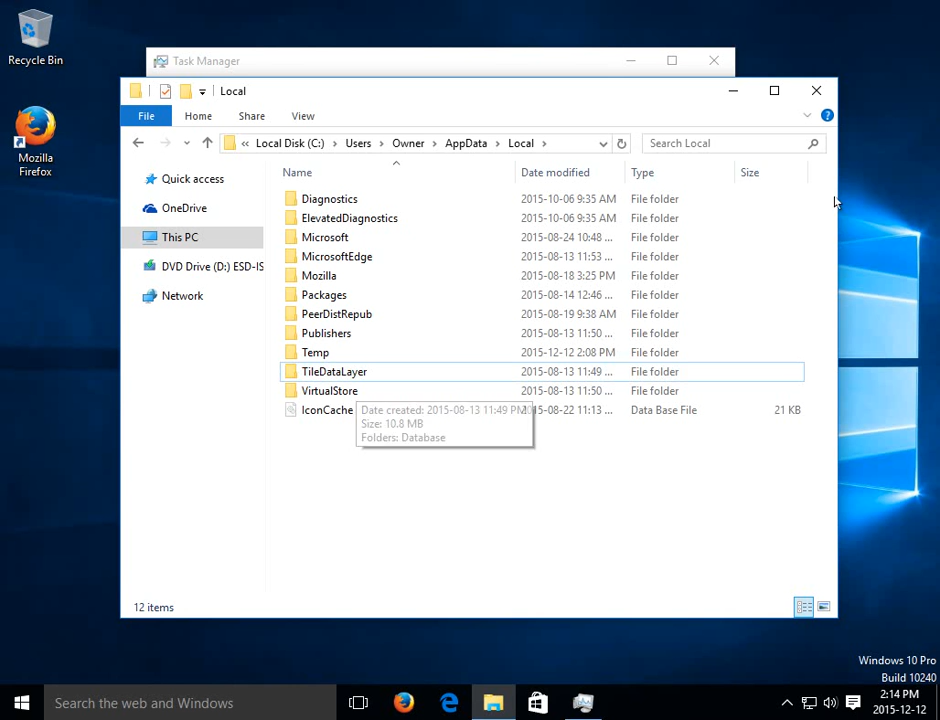 Recycle Bin
Mozilla
Firefox
Task Manager
Local
File Home Share View
« Local Disk (C:) Users Owner AppData Local
Search Local
Name Date modified Type Size
Quick access
OneDrive
This PC
DVD Drive (D:) ESD-IS
Network
Diagnostics 2015-10-06 9:35 AM File folder
ElevatedDiagnostics 2015-10-06 9:35 AM File folder
Microsoft 2015-08-24 10:48 ... File folder
MicrosoftEdge 2015-08-13 11:53 ... File folder
Mozilla 2015-08-18 3:25 PM File folder
Packages 2015-08-14 12:46 ... File folder
PeerDistRepub 2015-08-19 9:38 AM File folder
Publishers 2015-08-13 11:50 ... File folder
Temp 2015-12-12 2:08 PM File folder
TileDataLayer 2015-08-13 11:49 ... File folder
VirtualStore 2015-08-13 11:50 ... File folder
IconCache 15-08-22 11:13 ... Data Base File 21 KB
Date created: 2015-08-13 11:49 PM
Size: 10.8 MB
Folders: Database
12 items
Windows 10 Pro
Build 10240
Search the web and Windows
2:14 PM
2015-12-12